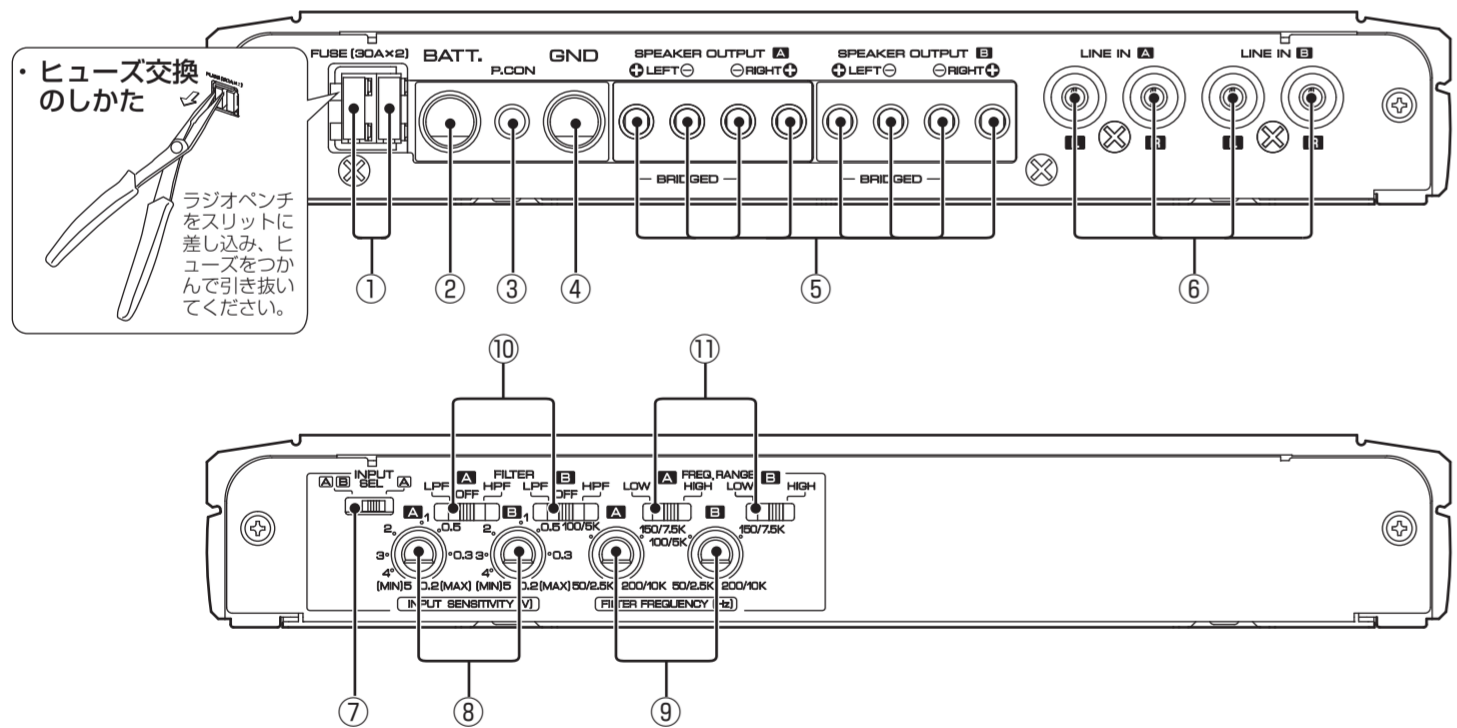 ・ヒューズ交換
のしかた
ラジオペンチ
をスリットに
差し込み、ヒ
ューズをつか
んで引き抜い
てください。
FUSE (30A×2)
BATT.
P.CON
GND
SPEAKER OUTPUT A
⊕LEFT⊖ ⊖RIGHT⊕
BRIDGED
SPEAKER OUTPUT B
⊕LEFT⊖ ⊖RIGHT⊕
BRIDGED
LINE IN A
LINE IN B
R
R
① ② ③ ④ ⑤ ⑥
⑩ ⑪
INPUT
SEL
A B A
A FILTER B
LPF OFF HPF LPF OFF HPF
A FREQ. RANGE B
LOW HIGH LOW HIGH
A B A B
1 0.5 1 0.5 100/5K 150/7.5K 100/5K 150/7.5K
2 2
3 0.3 3 0.3
4 4
(MIN)5 0.2(MAX) (MIN)5 0.2(MAX) 50/2.5K 200/10K 50/2.5K 200/10K
INPUT SENSITIVITY (V) FILTER FREQUENCY (Hz)
⑦ ⑧ ⑨